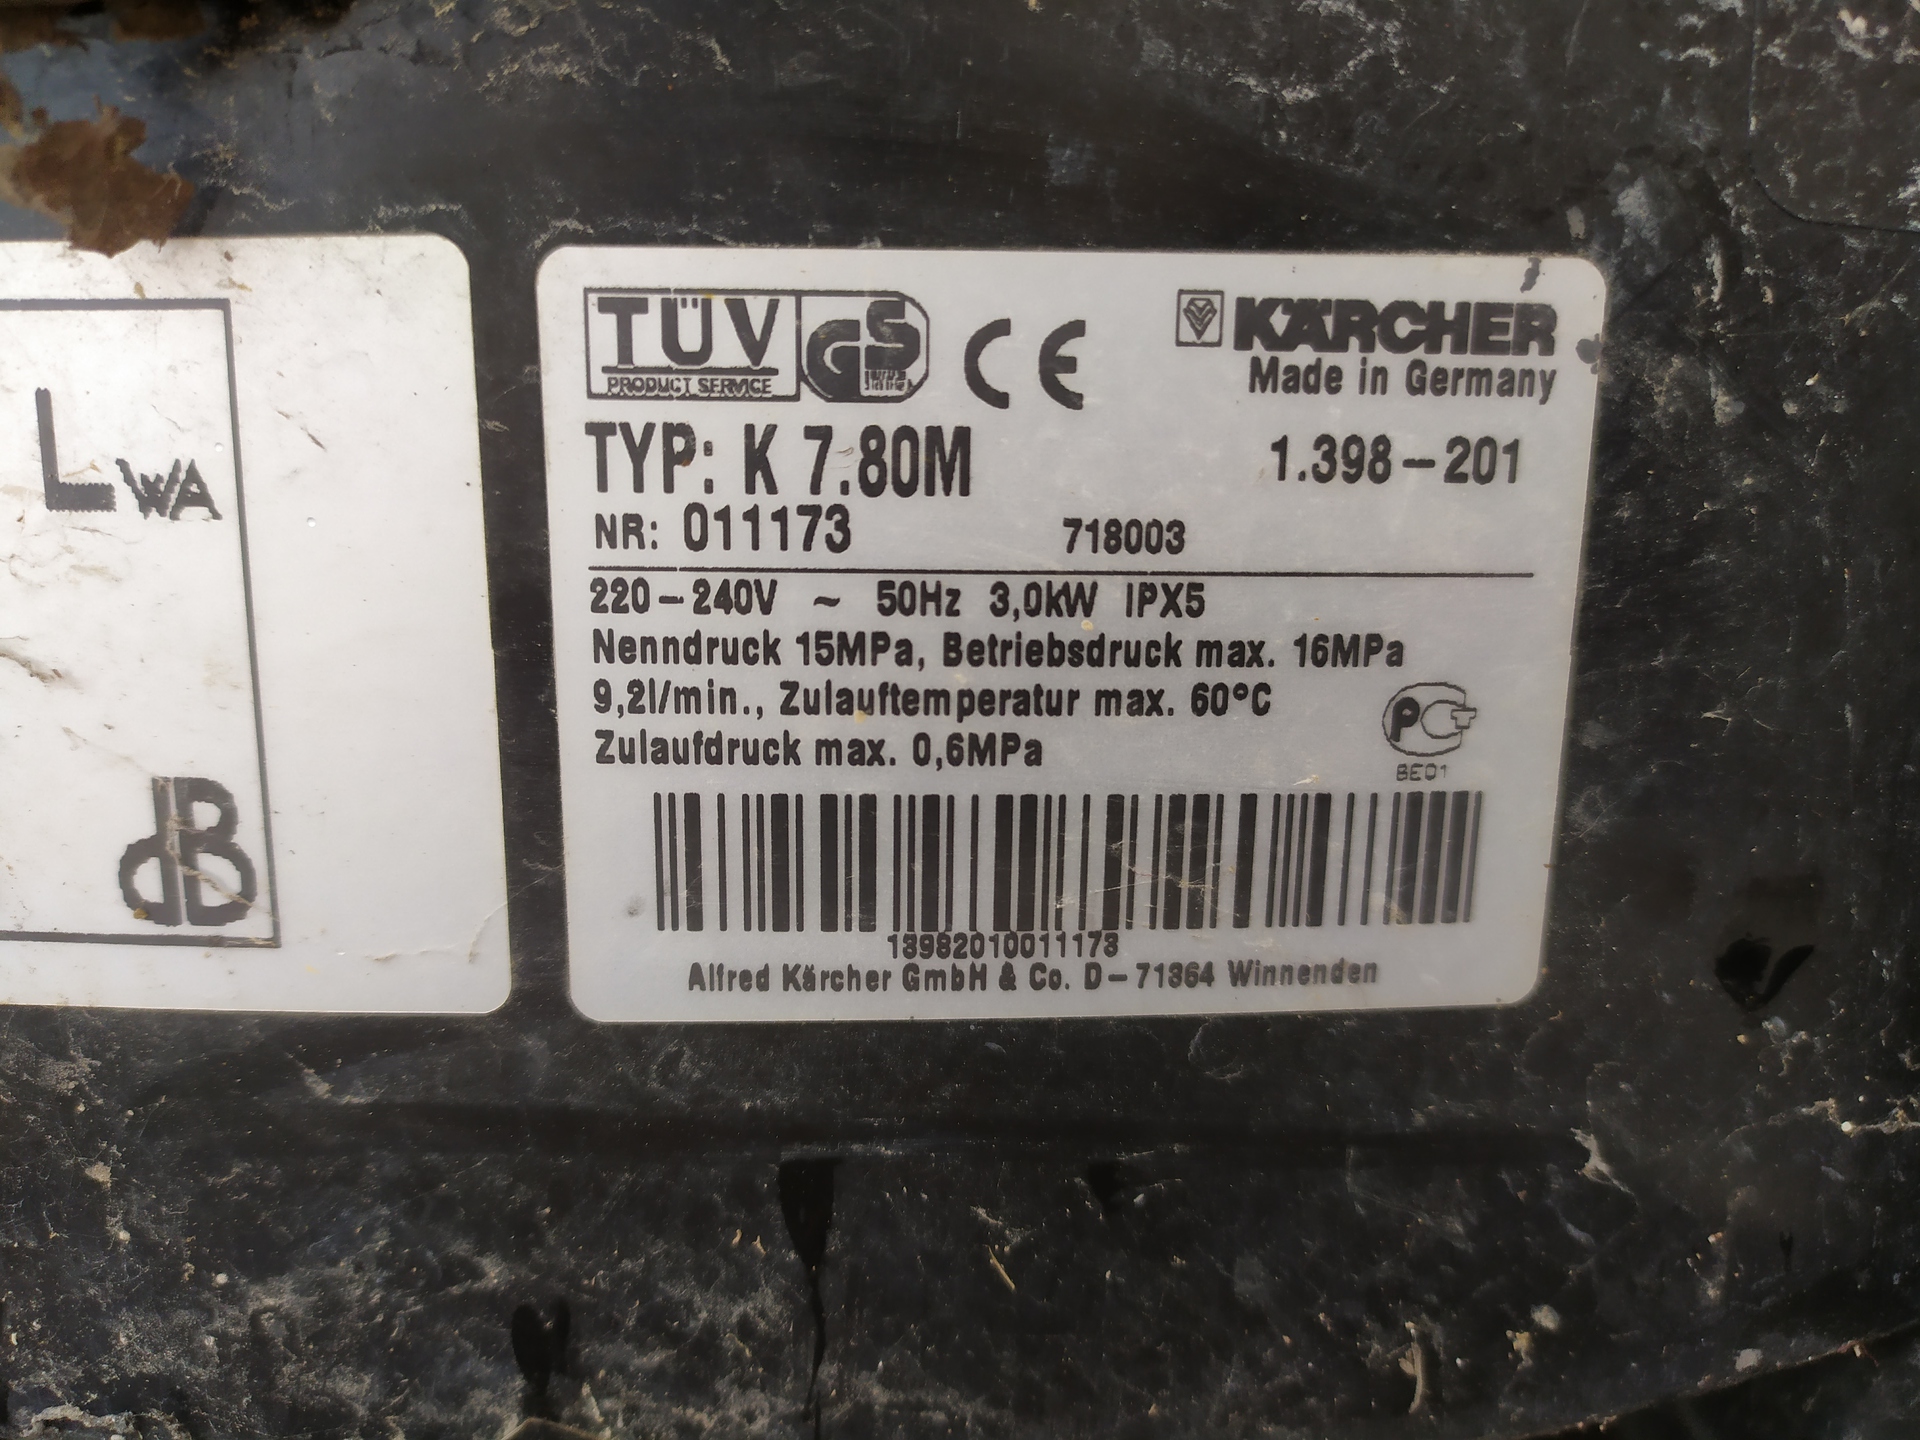 LWA
dB
TÜV
PRODUCT SERVICE
GS
CE
KÄRCHER
Made in Germany
TYP: K 7.80M
1.398-201
NR: 011173
718003
220-240V ~ 50Hz 3,0kW IPX5
Nenndruck 15MPa, Betriebsdruck max. 16MPa
9,2l/min., Zulauftemperatur max. 60°C
Zulaufdruck max. 0,6MPa
PCT
BE01
13982010011173
Alfred Kärcher GmbH & Co. D-71364 Winnenden